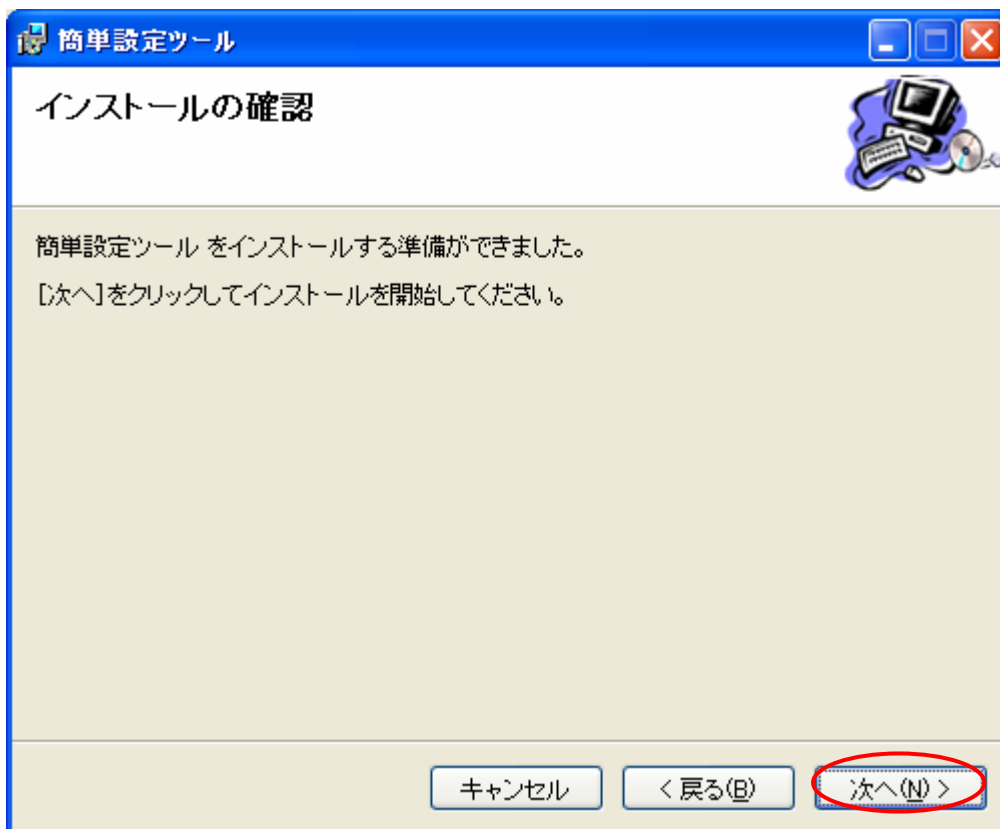 簡単設定ツール
インストールの確認
簡単設定ツール をインストールする準備ができました。
[次へ]をクリックしてインストールを開始してください。
キャンセル
< 戻る(B)
次へ(N) >